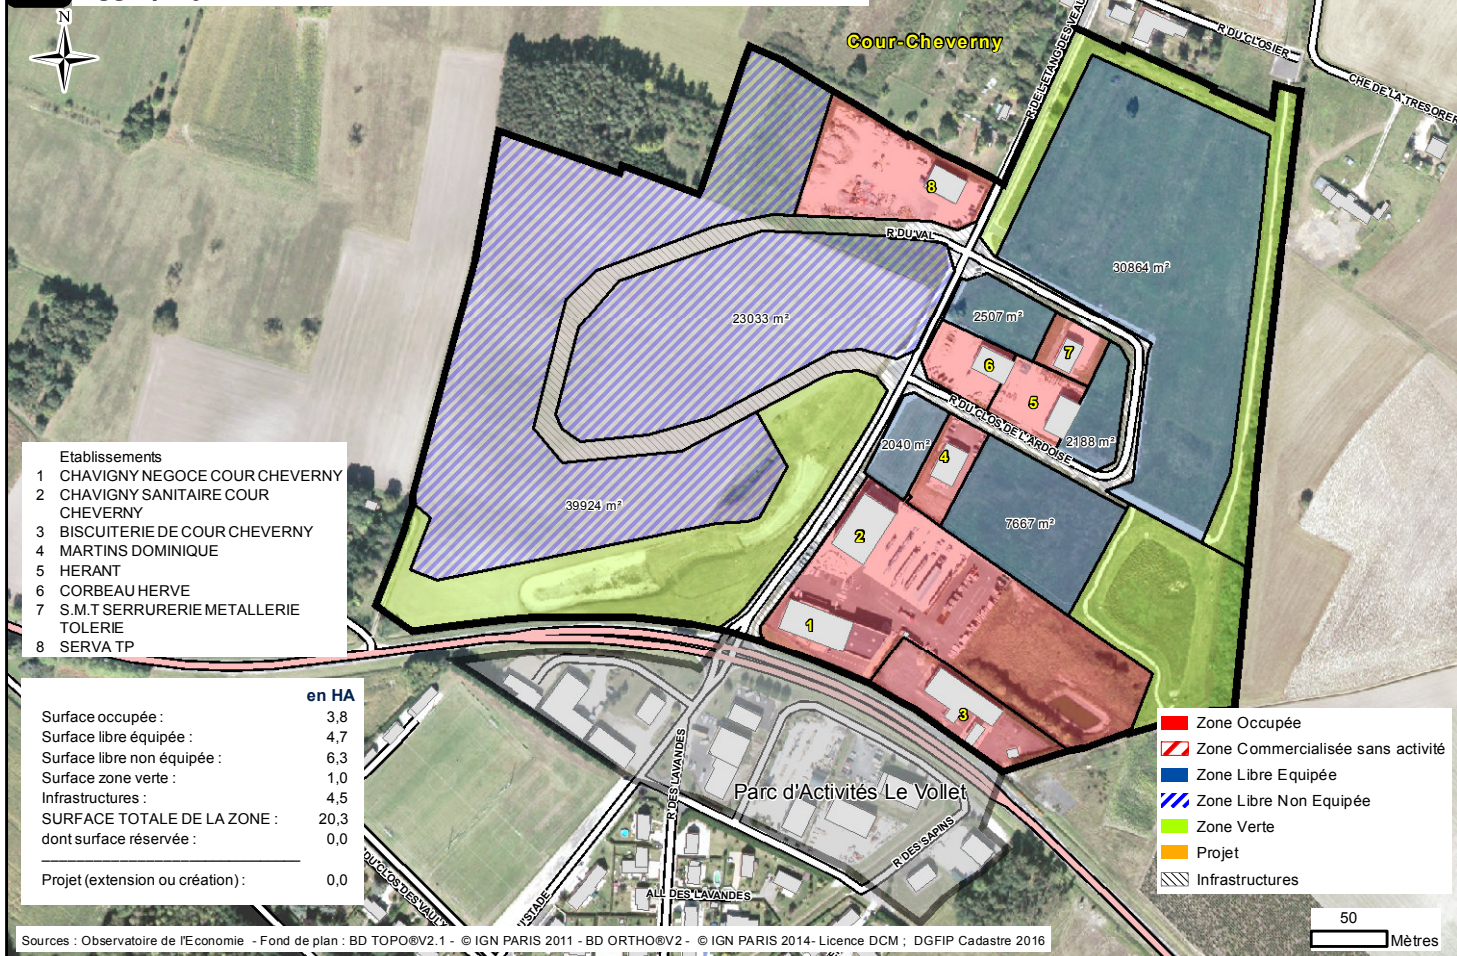 N
Cour-Cheverny
R DU CLOSIER
CHE DE LA TRESORER
R DE L'ETANG DES VEAU
8
R DU VAL
30864 m²
23033 m²
2507 m²
7
6
5
R DU CLOS DE L'ARDOISE
2188 m²
2040 m²
4
39924 m²
7667 m²
2
1
3
Etablissements
1 CHAVIGNY NEGOCE COUR CHEVERNY
2 CHAVIGNY SANITAIRE COUR
CHEVERNY
3 BISCUITERIE DE COUR CHEVERNY
4 MARTINS DOMINIQUE
5 HERANT
6 CORBEAU HERVE
7 S.M.T SERRURERIE METALLERIE
TOLERIE
8 SERVA TP
en HA
Surface occupée : 3,8
Surface libre équipée : 4,7
Surface libre non équipée : 6,3
Surface zone verte : 1,0
Infrastructures : 4,5
SURFACE TOTALE DE LA ZONE : 20,3
dont surface réservée : 0,0
Projet (extension ou création) : 0,0
Zone Occupée
Zone Commercialisée sans activité
Zone Libre Equipée
Zone Libre Non Equipée
Zone Verte
Projet
Infrastructures
R DES LAVANDES
Parc d'Activités Le Vollet
R DES SAPINS
ALL DES LAVANDES
DU CLOS DES VAUX
U STADE
50
Mètres
Sources : Observatoire de l'Economie - Fond de plan : BD TOPO®V2.1 - © IGN PARIS 2011 - BD ORTHO®V2 - © IGN PARIS 2014- Licence DCM ; DGFIP Cadastre 2016